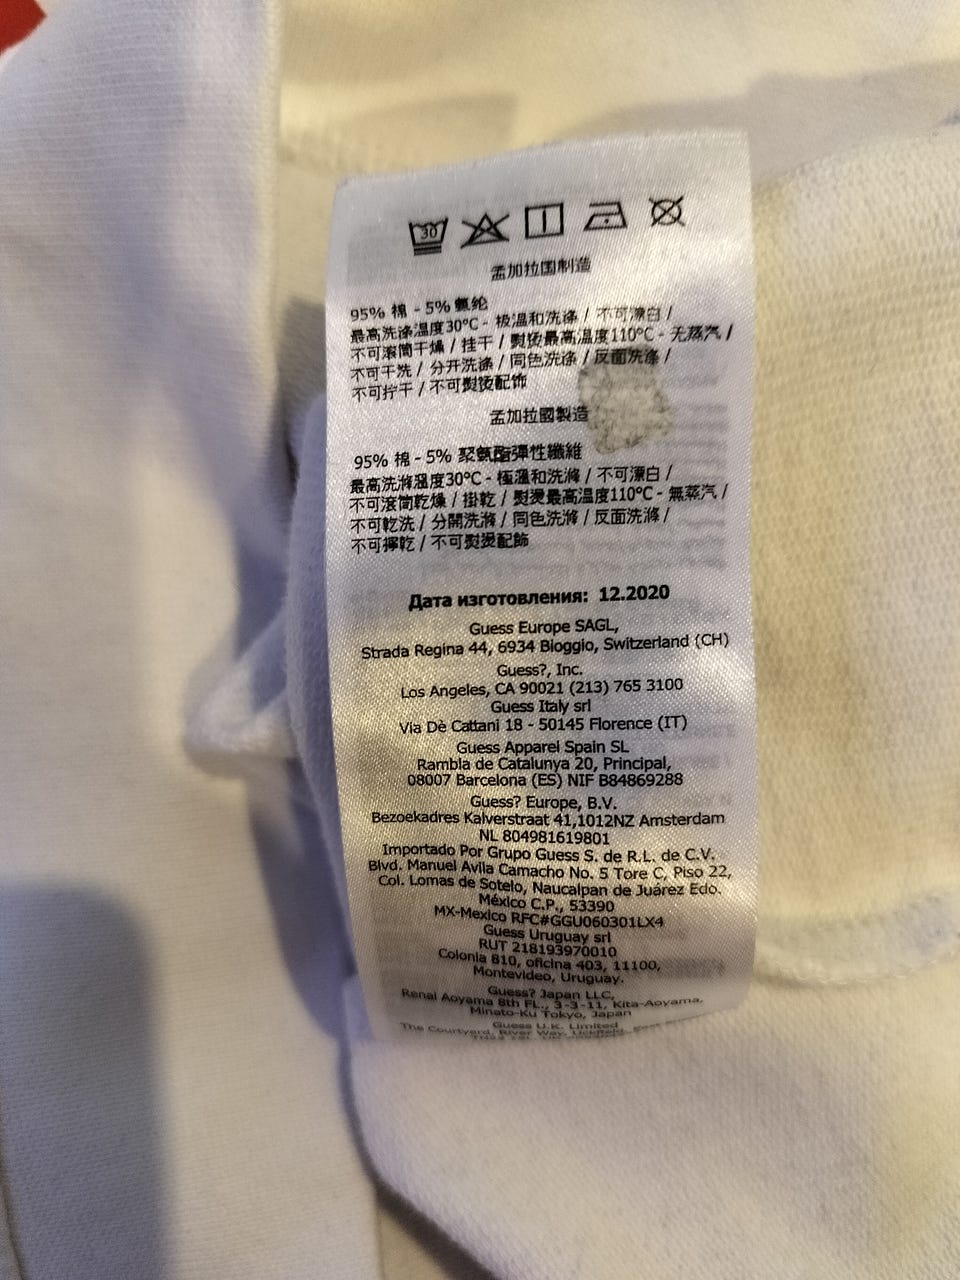 30
孟加拉国制造
95% 棉 - 5% 氨纶
最高洗涤温度30°C - 极温和洗涤 / 不可漂白 /
不可滚筒干燥 / 挂干 / 熨烫最高温度110°C - 无蒸汽 /
不可干洗 / 分开洗涤 / 同色洗涤 / 反面洗涤 /
不可拧干 / 不可熨烫配饰
孟加拉國製造
95% 棉 - 5% 聚氨酯彈性纖維
最高洗滌溫度30°C - 極溫和洗滌 / 不可漂白 /
不可滾筒乾燥 / 掛乾 / 熨燙最高溫度110°C - 無蒸汽 /
不可乾洗 / 分開洗滌 / 同色洗滌 / 反面洗滌 /
不可擰乾 / 不可熨燙配飾
Дата изготовления: 12.2020
Guess Europe SAGL,
Strada Regina 44, 6934 Bioggio, Switzerland (CH)
Guess?, Inc.
Los Angeles, CA 90021 (213) 765 3100
Guess Italy srl
Via Dè Cattani 18 - 50145 Florence (IT)
Guess Apparel Spain SL
Rambla de Catalunya 20, Principal,
08007 Barcelona (ES) NIF B84869288
Guess? Europe, B.V.
Bezoekadres Kalverstraat 41,1012NZ Amsterdam
NL 804981619801
Importado Por Grupo Guess S. de R.L. de C.V.
Blvd. Manuel Avila Camacho No. 5 Tore C, Piso 22,
Col. Lomas de Sotelo, Naucalpan de Juárez Edo.
México C.P., 53390
MX-Mexico RFC#GGU060301LX4
Guess Uruguay srl
RUT 218193970010
Colonia 810, oficina 403, 11100,
Montevideo, Uruguay.
Guess? Japan LLC,
Renai Aoyama 8th FL., 3-3-11, Kita-Aoyama,
Minato-Ku Tokyo, Japan
Guess U.K. Limited
The Courtyard, River Way, Uckfield,